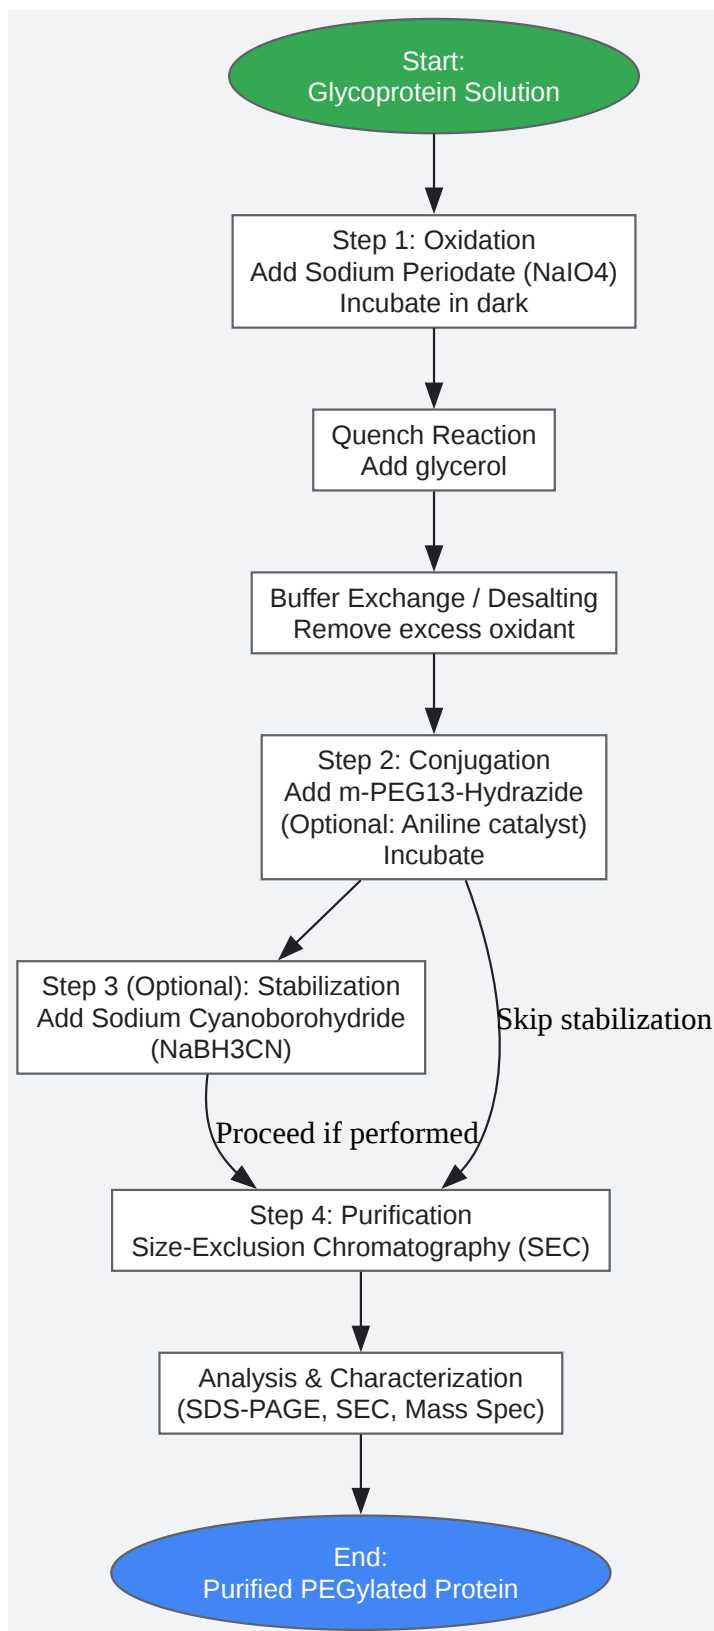 Start:
Glycoprotein Solution
Step 1: Oxidation
Add Sodium Periodate (NaIO4)
Incubate in dark
Quench Reaction
Add glycerol
Buffer Exchange / Desalting
Remove excess oxidant
Step 2: Conjugation
Add m-PEG13-Hydrazide
(Optional: Aniline catalyst)
Incubate
Step 3 (Optional): Stabilization
Add Sodium Cyanoborohydride
(NaBH3CN)
Skip stabilization
Proceed if performed
Step 4: Purification
Size-Exclusion Chromatography (SEC)
Analysis & Characterization
(SDS-PAGE, SEC, Mass Spec)
End:
Purified PEGylated Protein